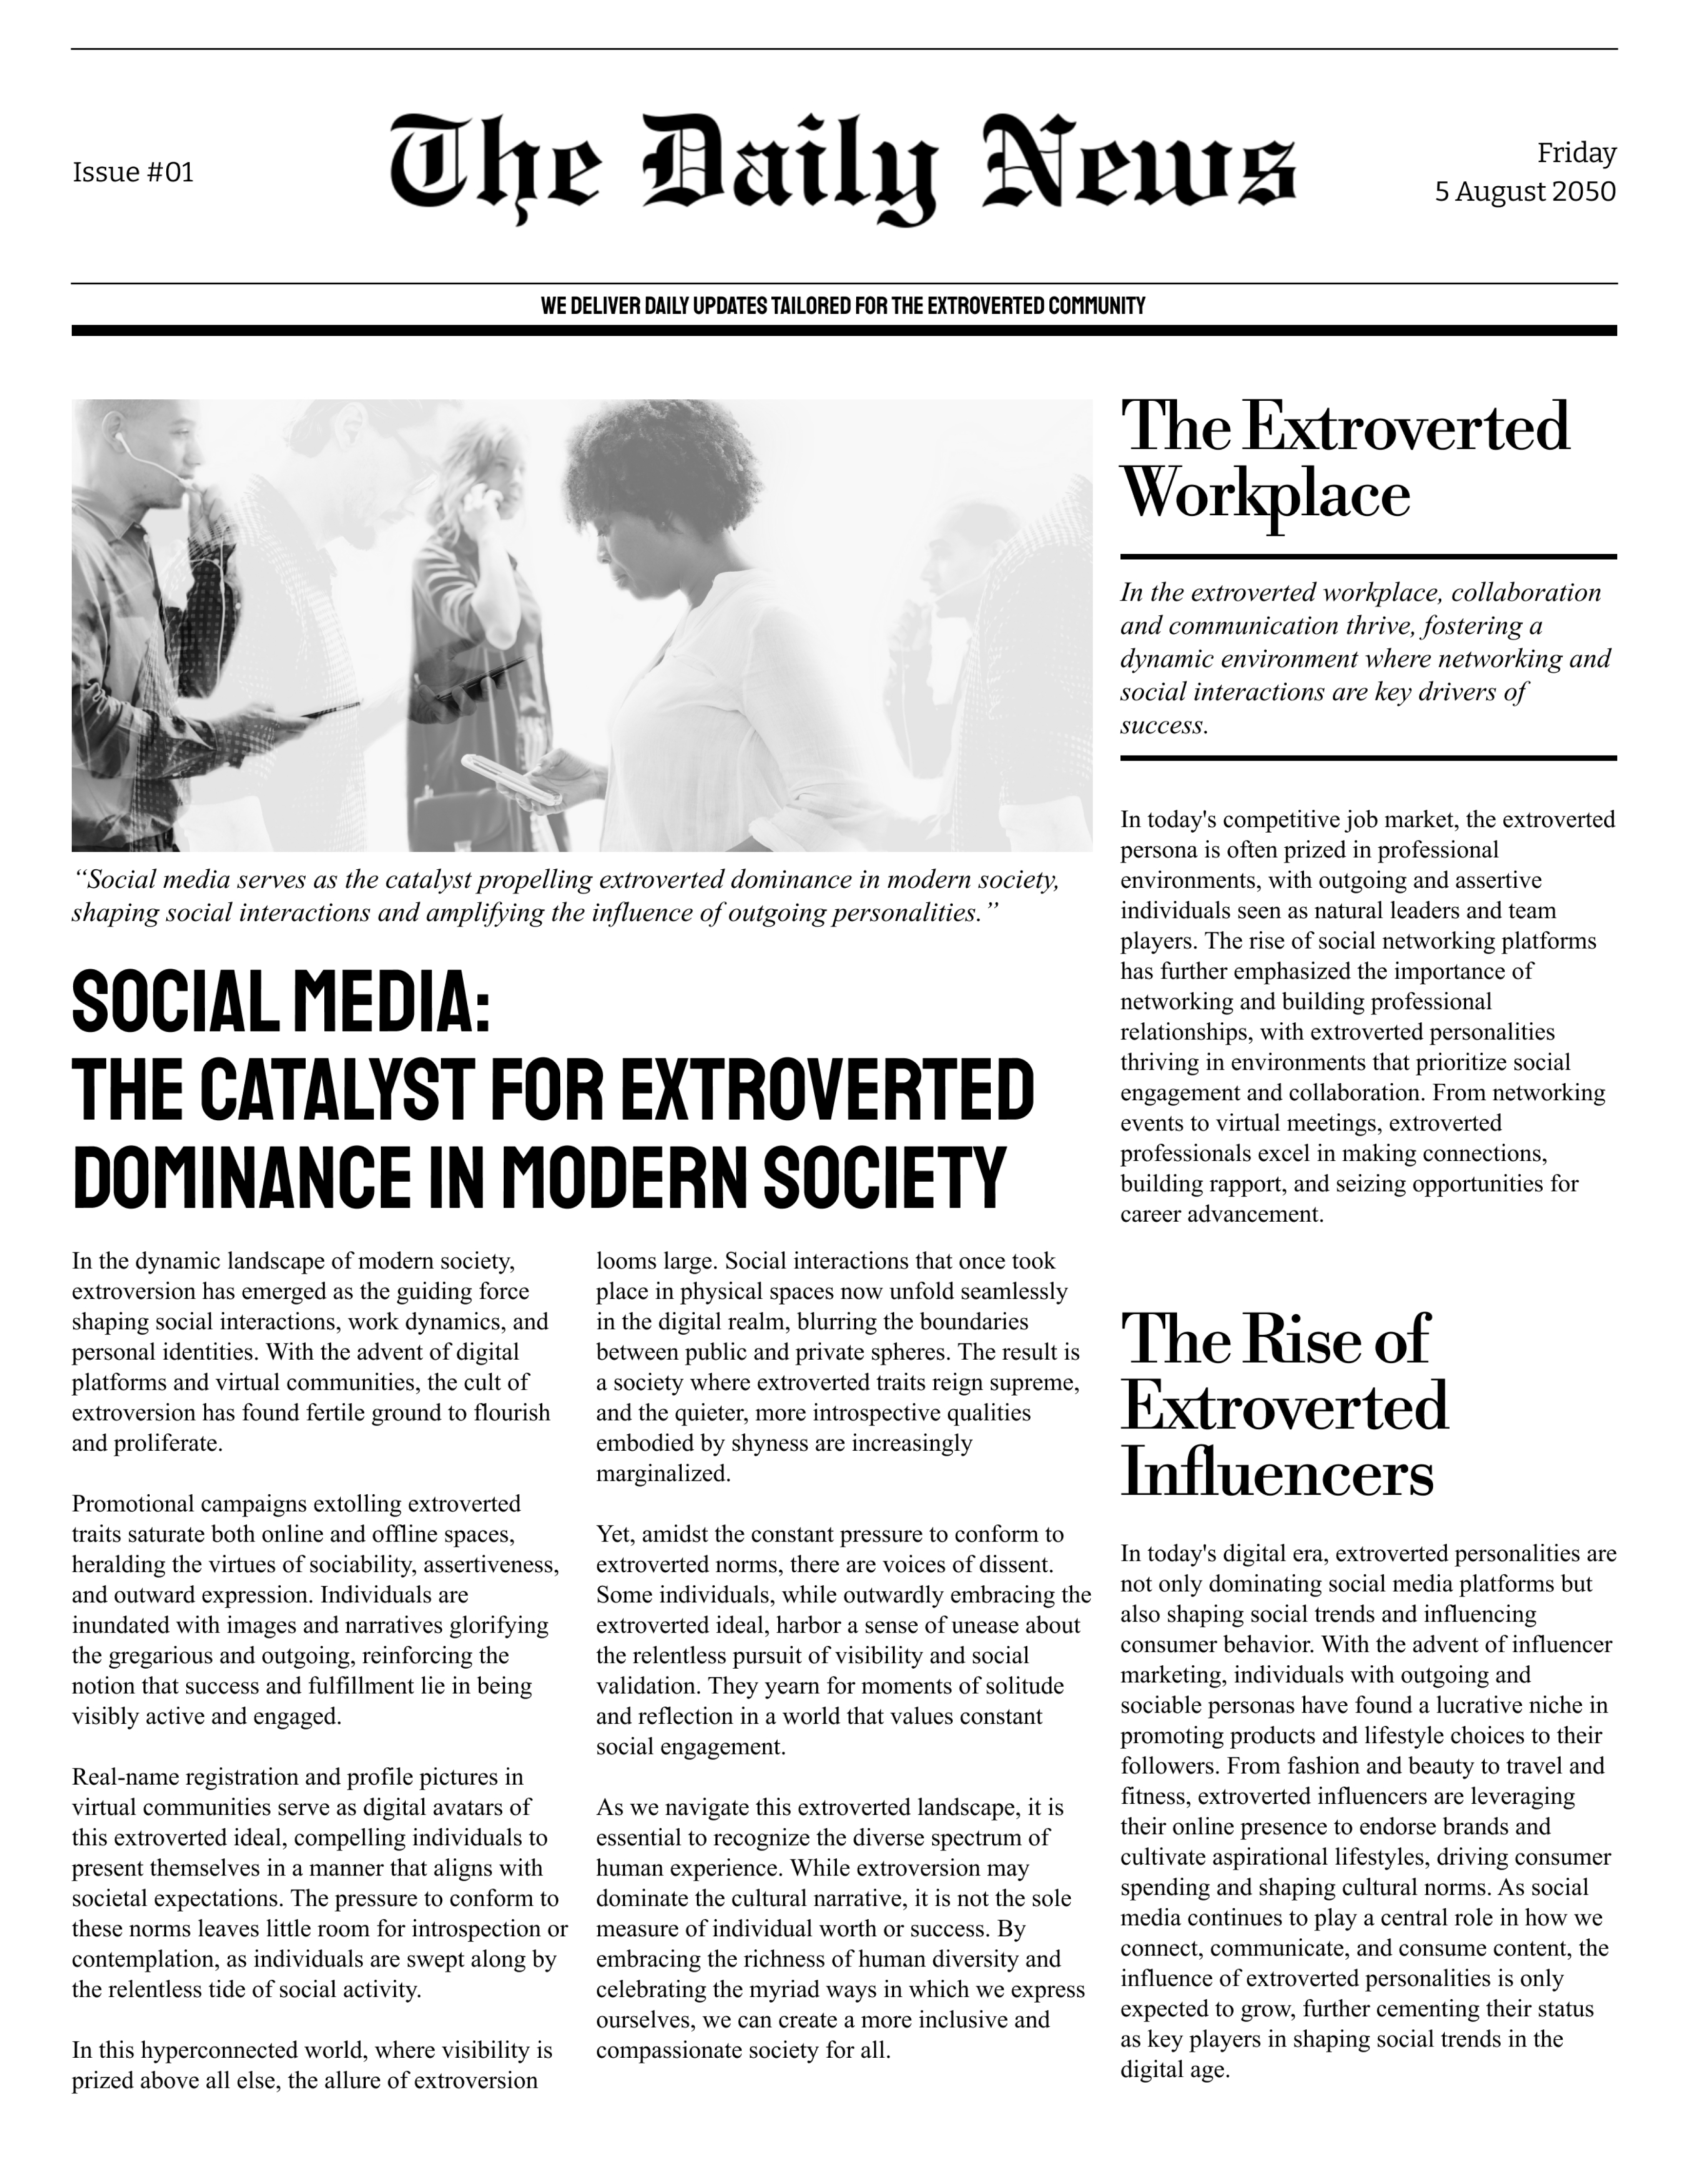 Issue #01
The Daily News
Friday
5 August 2050
WE DELIVER DAILY UPDATES TAILORED FOR THE EXTROVERTED COMMUNITY
“Social media serves as the catalyst propelling extroverted dominance in modern society,
shaping social interactions and amplifying the influence of outgoing personalities.”
SOCIAL MEDIA:
THE CATALYST FOR EXTROVERTED
DOMINANCE IN MODERN SOCIETY
In the dynamic landscape of modern society,
extroversion has emerged as the guiding force
shaping social interactions, work dynamics, and
personal identities. With the advent of digital
platforms and virtual communities, the cult of
extroversion has found fertile ground to flourish
and proliferate.
Promotional campaigns extolling extroverted
traits saturate both online and offline spaces,
heralding the virtues of sociability, assertiveness,
and outward expression. Individuals are
inundated with images and narratives glorifying
the gregarious and outgoing, reinforcing the
notion that success and fulfillment lie in being
visibly active and engaged.
Real-name registration and profile pictures in
virtual communities serve as digital avatars of
this extroverted ideal, compelling individuals to
present themselves in a manner that aligns with
societal expectations. The pressure to conform to
these norms leaves little room for introspection or
contemplation, as individuals are swept along by
the relentless tide of social activity.
In this hyperconnected world, where visibility is
prized above all else, the allure of extroversion
looms large. Social interactions that once took
place in physical spaces now unfold seamlessly
in the digital realm, blurring the boundaries
between public and private spheres. The result is
a society where extroverted traits reign supreme,
and the quieter, more introspective qualities
embodied by shyness are increasingly
marginalized.
Yet, amidst the constant pressure to conform to
extroverted norms, there are voices of dissent.
Some individuals, while outwardly embracing the
extroverted ideal, harbor a sense of unease about
the relentless pursuit of visibility and social
validation. They yearn for moments of solitude
and reflection in a world that values constant
social engagement.
As we navigate this extroverted landscape, it is
essential to recognize the diverse spectrum of
human experience. While extroversion may
dominate the cultural narrative, it is not the sole
measure of individual worth or success. By
embracing the richness of human diversity and
celebrating the myriad ways in which we express
ourselves, we can create a more inclusive and
compassionate society for all.
The Extroverted
Workplace
In the extroverted workplace, collaboration
and communication thrive, fostering a
dynamic environment where networking and
social interactions are key drivers of
success.
In today's competitive job market, the extroverted
persona is often prized in professional
environments, with outgoing and assertive
individuals seen as natural leaders and team
players. The rise of social networking platforms
has further emphasized the importance of
networking and building professional
relationships, with extroverted personalities
thriving in environments that prioritize social
engagement and collaboration. From networking
events to virtual meetings, extroverted
professionals excel in making connections,
building rapport, and seizing opportunities for
career advancement.
The Rise of
Extroverted
Influencers
In today's digital era, extroverted personalities are
not only dominating social media platforms but
also shaping social trends and influencing
consumer behavior. With the advent of influencer
marketing, individuals with outgoing and
sociable personas have found a lucrative niche in
promoting products and lifestyle choices to their
followers. From fashion and beauty to travel and
fitness, extroverted influencers are leveraging
their online presence to endorse brands and
cultivate aspirational lifestyles, driving consumer
spending and shaping cultural norms. As social
media continues to play a central role in how we
connect, communicate, and consume content, the
influence of extroverted personalities is only
expected to grow, further cementing their status
as key players in shaping social trends in the
digital age.